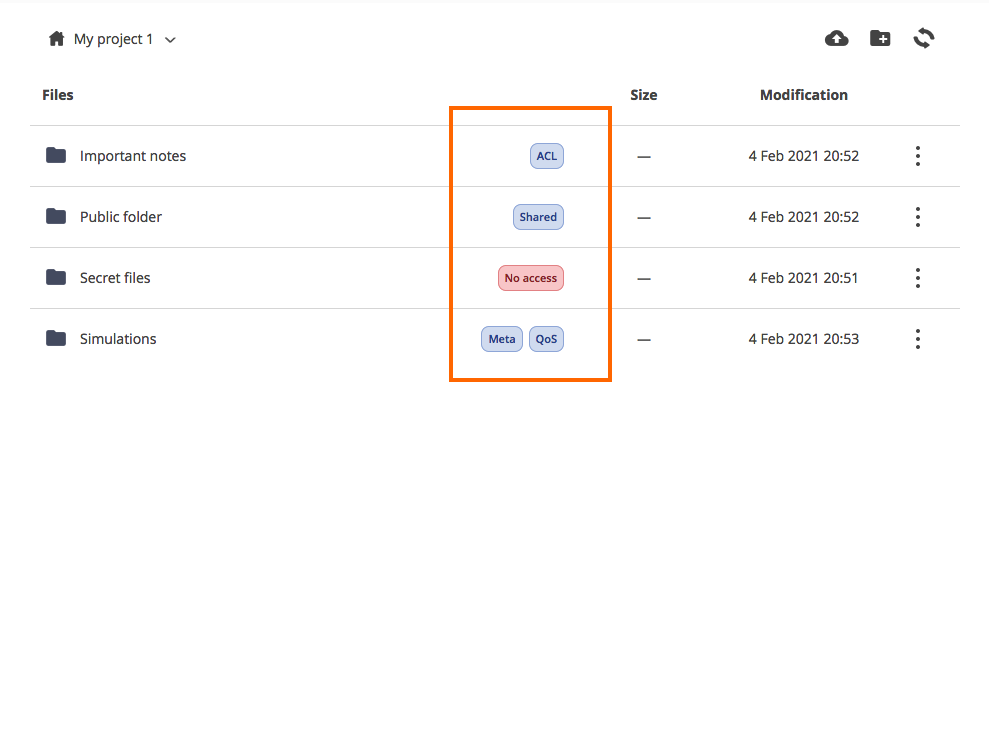 My project 1
Files Size Modification
Important notes ACL — 4 Feb 2021 20:52
Public folder Shared — 4 Feb 2021 20:52
Secret files No access — 4 Feb 2021 20:51
Simulations Meta QoS — 4 Feb 2021 20:53